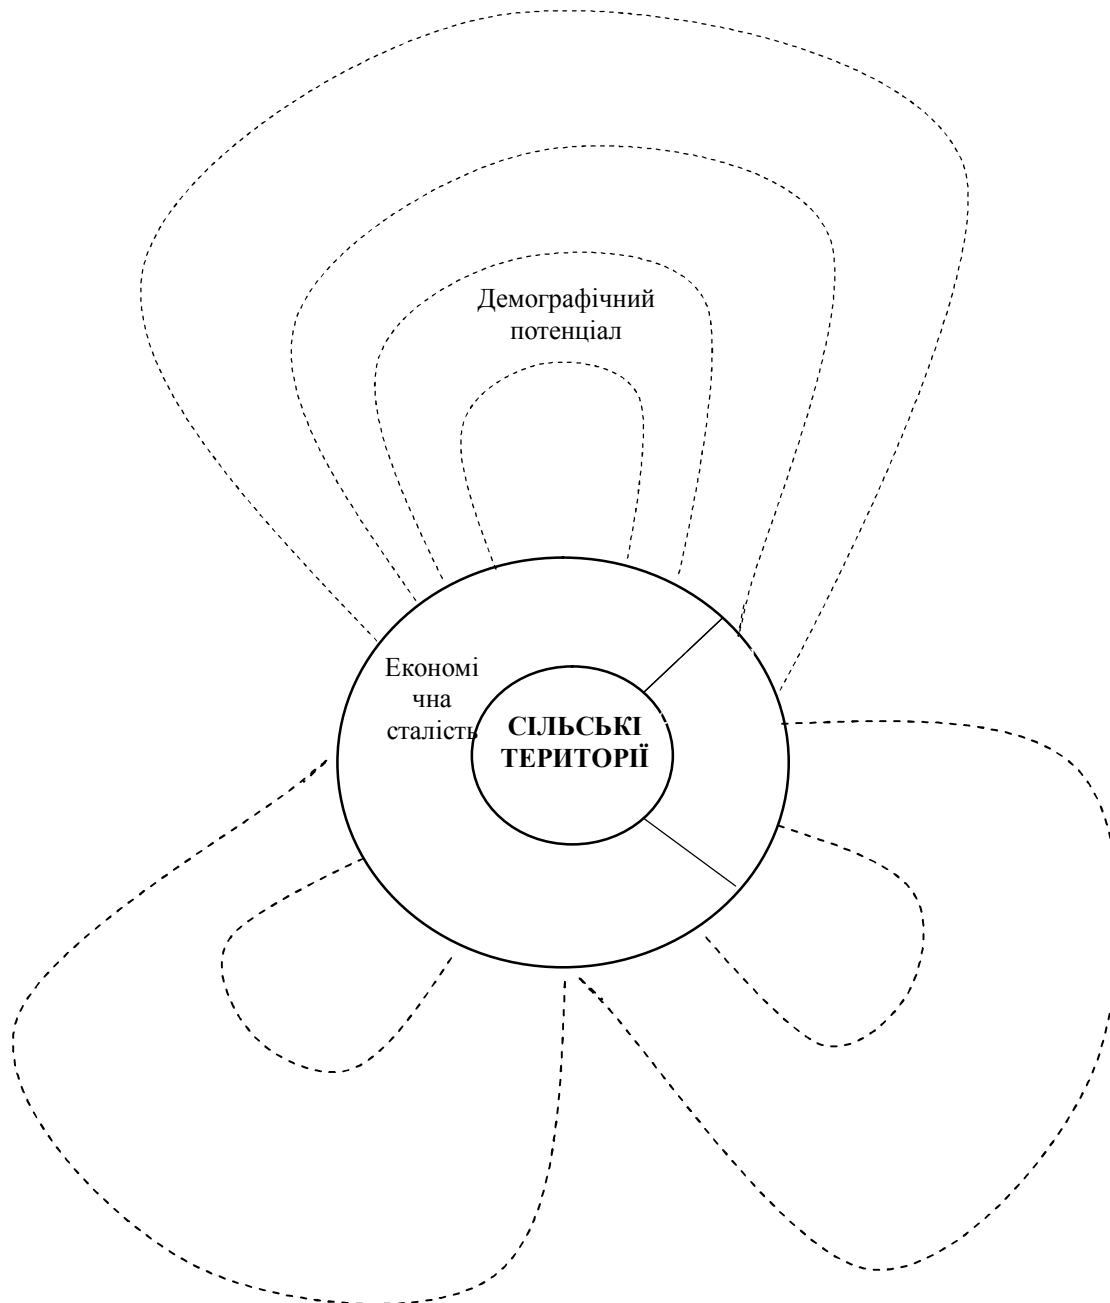 Демографічний
потенціал
Економі
чна
сталість
СІЛЬСЬКІ
ТЕРИТОРІЇ